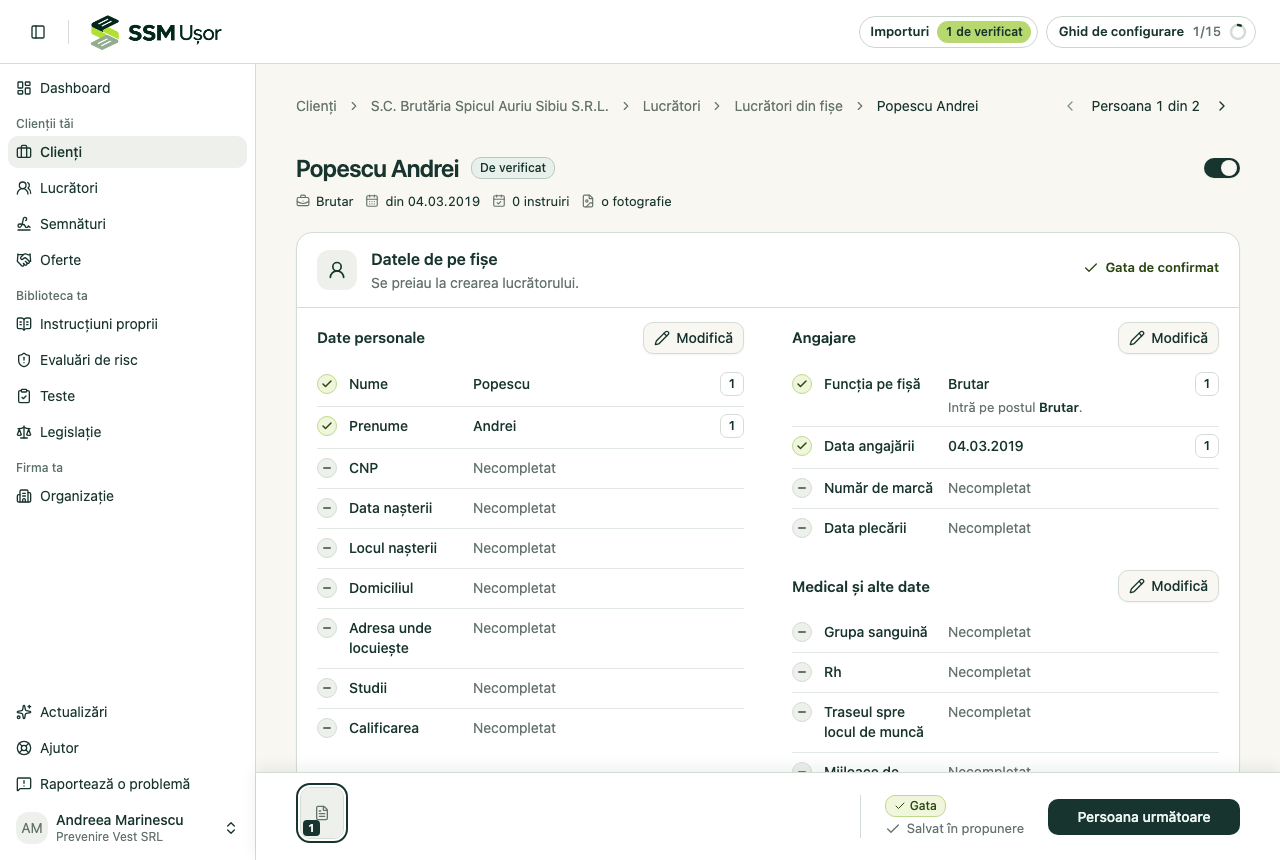 SSM Ușor
Importuri 1 de verificat
Ghid de configurare 1/15
Dashboard
Clienții tăi
Clienți
Lucrători
Semnături
Oferte
Biblioteca ta
Instrucțiuni proprii
Evaluări de risc
Teste
Legislație
Firma ta
Organizație
Actualizări
Ajutor
Raportează o problemă
AM
Andreea Marinescu
Prevenire Vest SRL
Clienți > S.C. Brutăria Spicul Auriu Sibiu S.R.L. > Lucrători > Lucrători din fișe > Popescu Andrei
< Persoana 1 din 2 >
Popescu Andrei De verificat
Brutar din 04.03.2019 0 instruiri o fotografie
Datele de pe fișe
Se preiau la crearea lucrătorului.
Gata de confirmat
Date personale Modifică
Nume Popescu 1
Prenume Andrei 1
CNP Necompletat
Data nașterii Necompletat
Locul nașterii Necompletat
Domiciliul Necompletat
Adresa unde Necompletat
locuiește
Studii Necompletat
Calificarea Necompletat
Angajare Modifică
Funcția pe fișă Brutar 1
Intră pe postul Brutar.
Data angajării 04.03.2019 1
Număr de marcă Necompletat
Data plecării Necompletat
Medical și alte date Modifică
Grupa sanguină Necompletat
Rh Necompletat
Traseul spre Necompletat
locul de muncă
Mijloace de Necompletat
1
Gata
Salvat în propunere
Persoana următoare